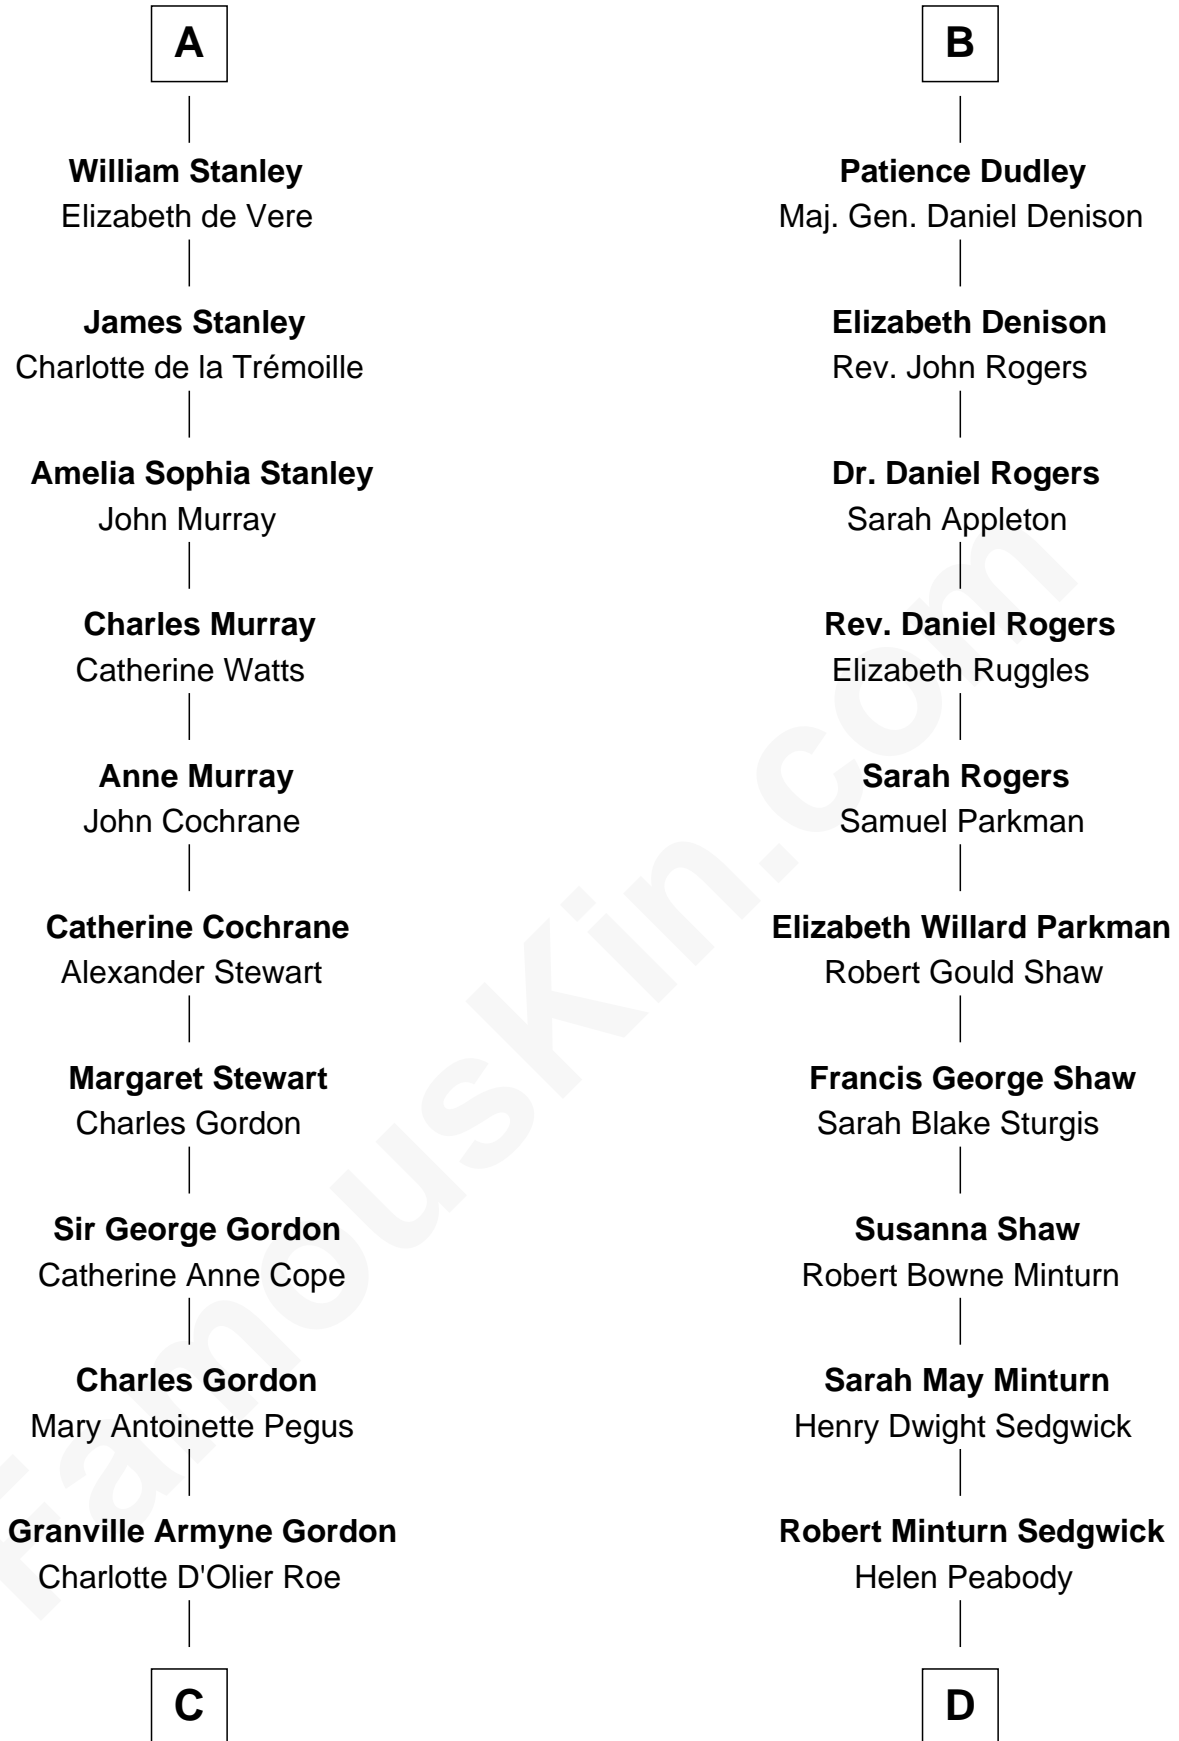 A
William Stanley
Elizabeth de Vere
James Stanley
Charlotte de la Trémoille
Amelia Sophia Stanley
John Murray
Charles Murray
Catherine Watts
Anne Murray
John Cochrane
Catherine Cochrane
Alexander Stewart
Margaret Stewart
Charles Gordon
Sir George Gordon
Catherine Anne Cope
Charles Gordon
Mary Antoinette Pegus
Granville Armyne Gordon
Charlotte D'Olier Roe
C
B
Patience Dudley
Maj. Gen. Daniel Denison
Elizabeth Denison
Rev. John Rogers
Dr. Daniel Rogers
Sarah Appleton
Rev. Daniel Rogers
Elizabeth Ruggles
Sarah Rogers
Samuel Parkman
Elizabeth Willard Parkman
Robert Gould Shaw
Francis George Shaw
Sarah Blake Sturgis
Susanna Shaw
Robert Bowne Minturn
Sarah May Minturn
Henry Dwight Sedgwick
Robert Minturn Sedgwick
Helen Peabody
D
FamousKin.com